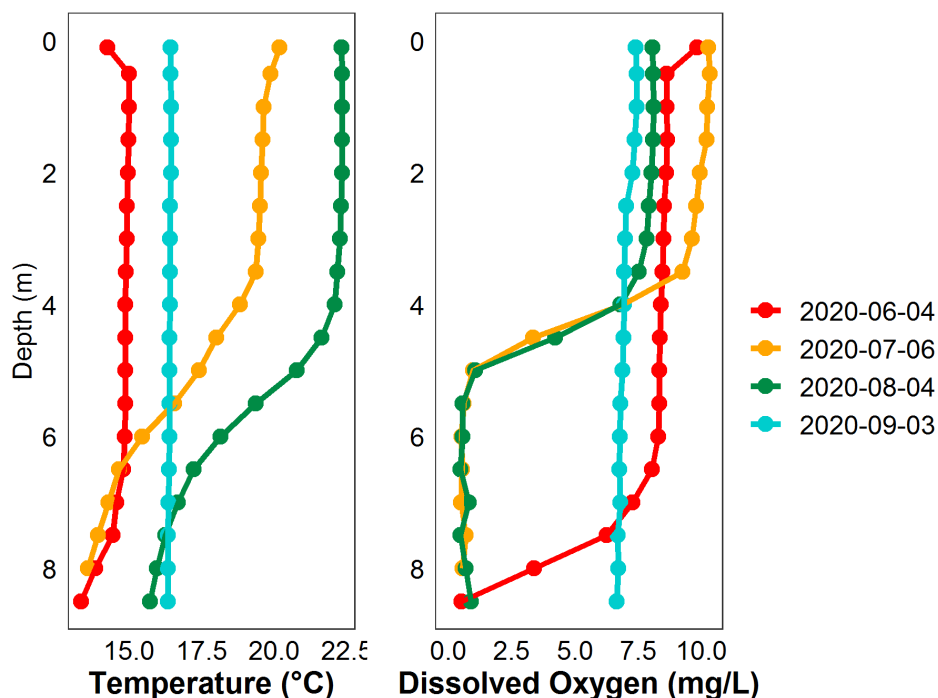 0
2
4
6
8
Depth (m)
15.0 17.5 20.0 22.5
Temperature (°C)
0
2
4
6
8
0.0 2.5 5.0 7.5 10.0
Dissolved Oxygen (mg/L)
2020-06-04
2020-07-06
2020-08-04
2020-09-03